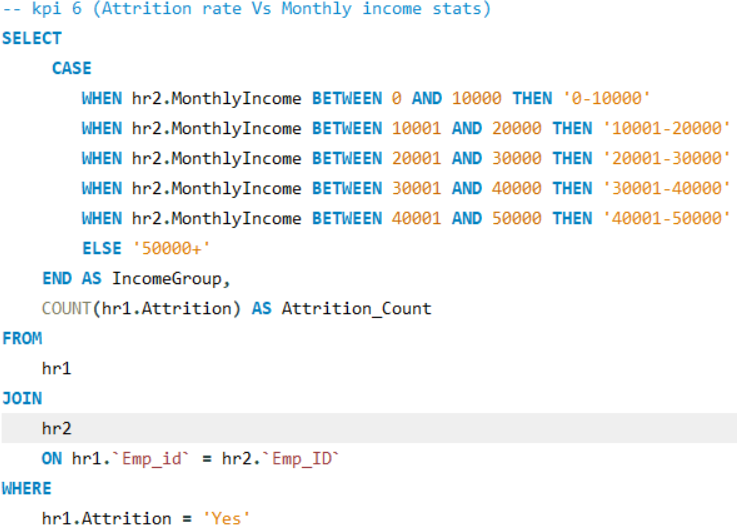 -- kpi 6 (Attrition rate Vs Monthly income stats)
SELECT
CASE
WHEN hr2.MonthlyIncome BETWEEN 0 AND 10000 THEN '0-10000'
WHEN hr2.MonthlyIncome BETWEEN 10001 AND 20000 THEN '10001-20000'
WHEN hr2.MonthlyIncome BETWEEN 20001 AND 30000 THEN '20001-30000'
WHEN hr2.MonthlyIncome BETWEEN 30001 AND 40000 THEN '30001-40000'
WHEN hr2.MonthlyIncome BETWEEN 40001 AND 50000 THEN '40001-50000'
ELSE '50000+'
END AS IncomeGroup,
COUNT(hr1.Attrition) AS Attrition_Count
FROM
hr1
JOIN
hr2
ON hr1.`Emp_id` = hr2.`Emp_ID`
WHERE
hr1.Attrition = 'Yes'